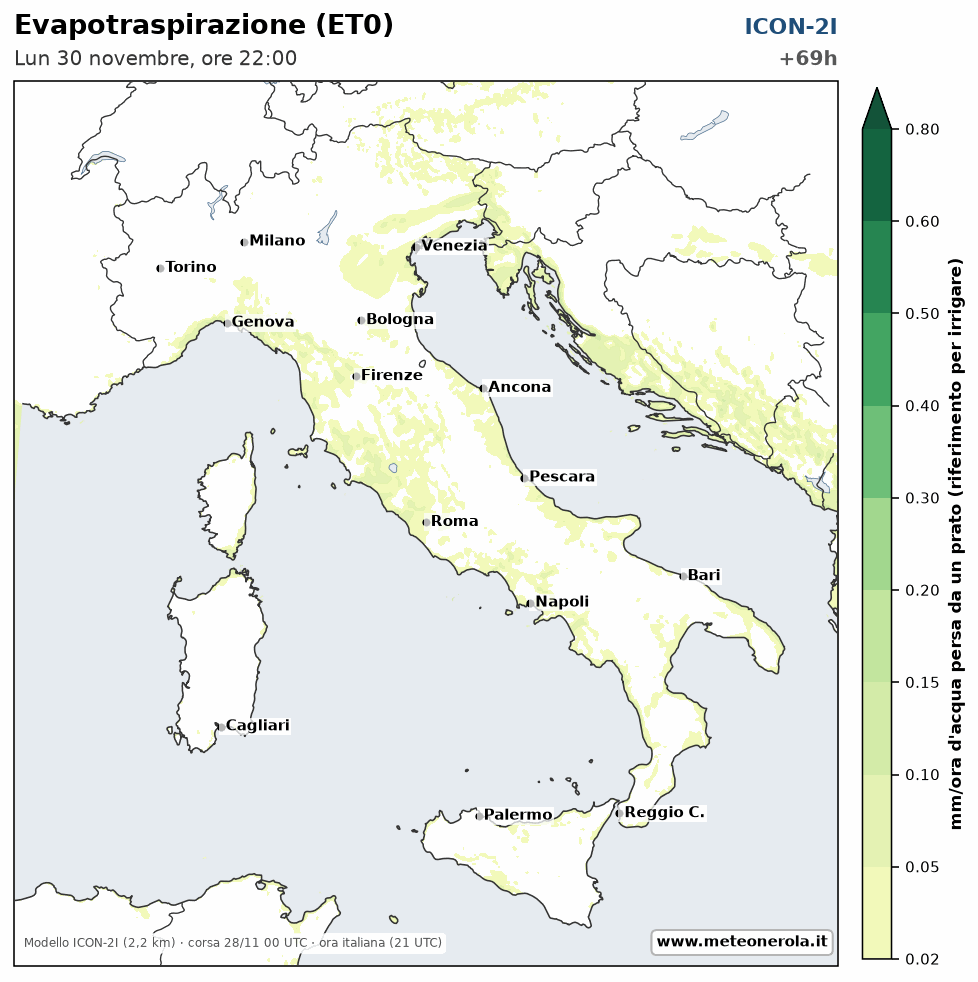 Evapotraspirazione (ET0)
ICON-2I
Lun 30 novembre, ore 22:00
+69h
Milano
Venezia
Torino
Genova
Bologna
Firenze
Ancona
Pescara
Roma
Bari
Napoli
Cagliari
Palermo
Reggio C.
Modello ICON-2I (2,2 km) · corsa 28/11 00 UTC · ora italiana (21 UTC)
www.meteonerola.it
0.80
0.60
0.50
0.40
0.30
0.20
0.15
0.10
0.05
0.02
mm/ora d'acqua persa da un prato (riferimento per irrigare)